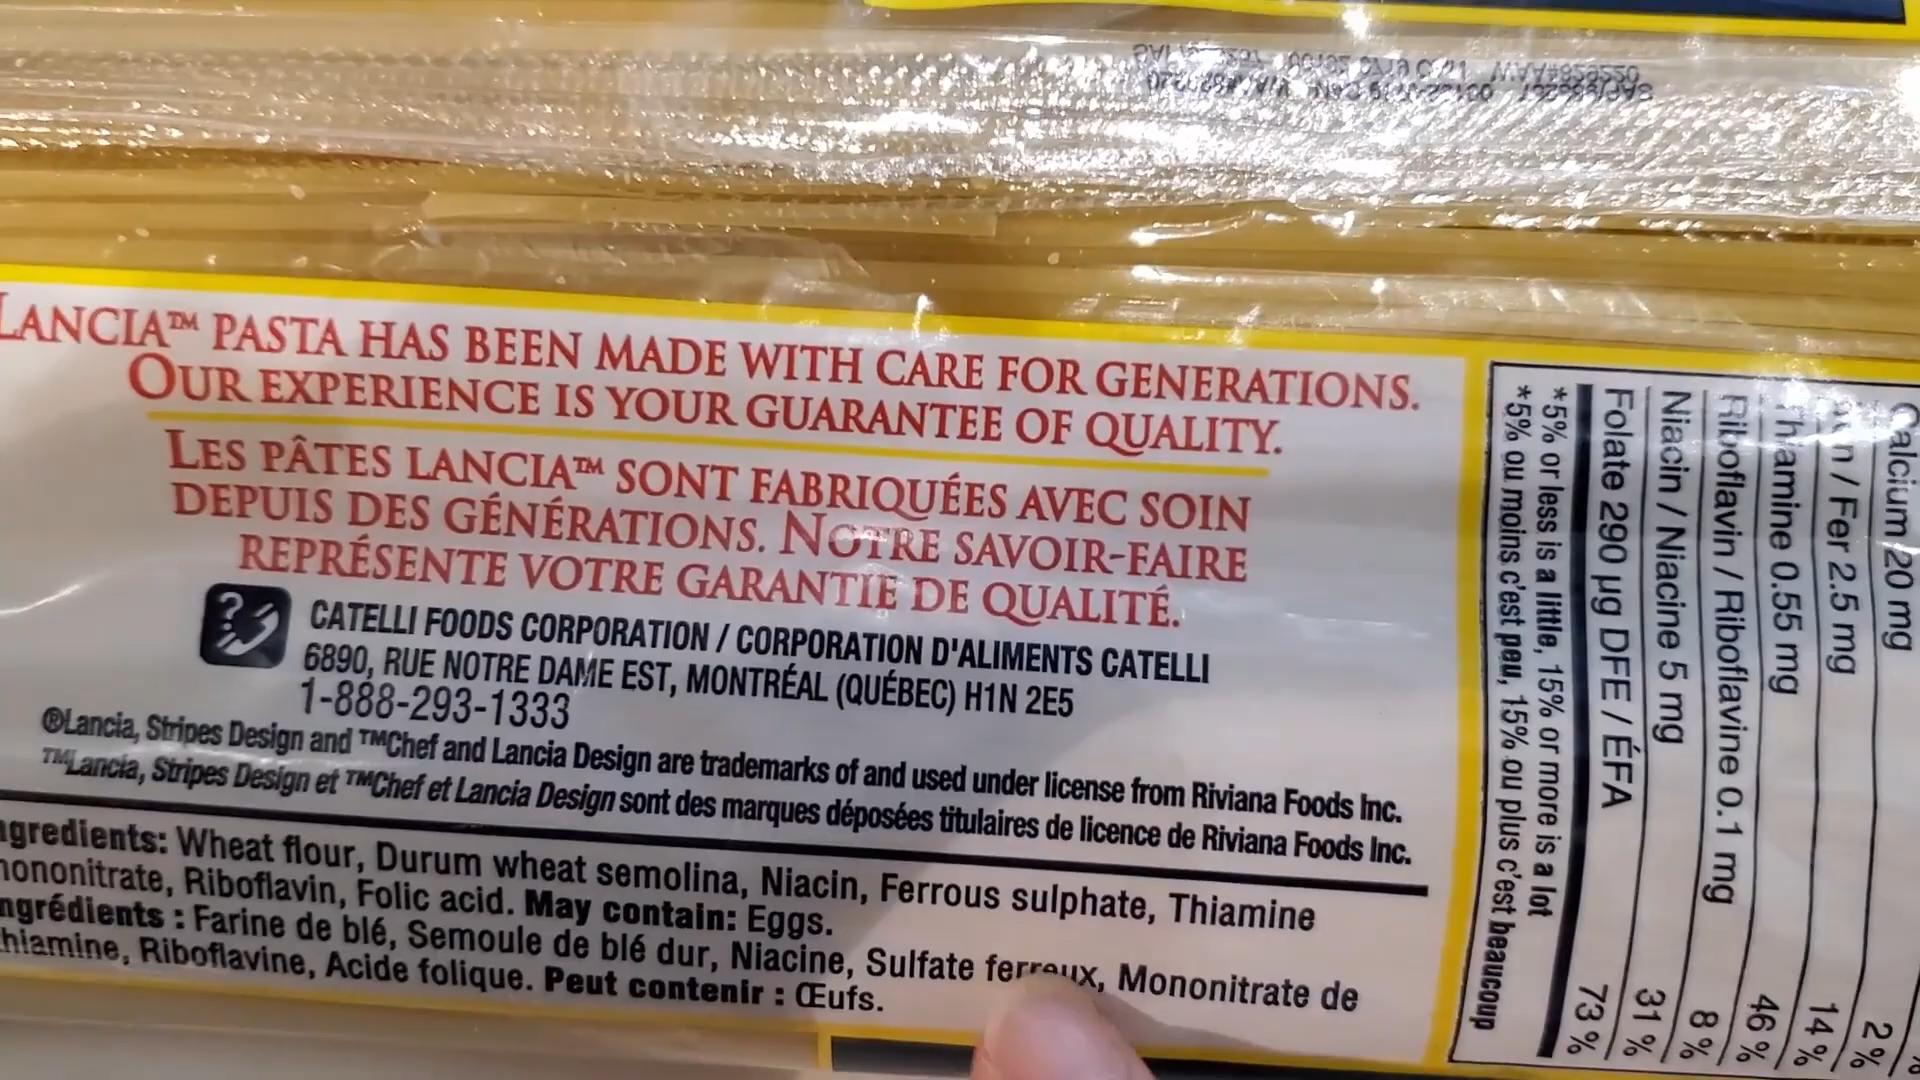 LANCIA™ PASTA HAS BEEN MADE WITH CARE FOR GENERATIONS.
OUR EXPERIENCE IS YOUR GUARANTEE OF QUALITY.
LES PÂTES LANCIA™ SONT FABRIQUÉES AVEC SOIN
DEPUIS DES GÉNÉRATIONS. NOTRE SAVOIR-FAIRE
REPRÉSENTE VOTRE GARANTIE DE QUALITÉ.
CATELLI FOODS CORPORATION / CORPORATION D'ALIMENTS CATELLI
6890, RUE NOTRE DAME EST, MONTRÉAL (QUÉBEC) H1N 2E5
1-888-293-1333
®Lancia, Stripes Design and ™Chef and Lancia Design are trademarks of and used under license from Riviana Foods Inc.
™Lancia, Stripes Design et ™Chef et Lancia Design sont des marques déposées titulaires de licence de Riviana Foods Inc.
ngredients: Wheat flour, Durum wheat semolina, Niacin, Ferrous sulphate, Thiamine
mononitrate, Riboflavin, Folic acid. May contain: Eggs.
ngrédients : Farine de blé, Semoule de blé dur, Niacine, Sulfate ferreux, Mononitrate de
thiamine, Riboflavine, Acide folique. Peut contenir : Œufs.
Calcium 20 mg 2 %
/ Fer 2.5 mg 14 %
Thiamine 0.55 mg 46 %
Riboflavin / Riboflavine 0.1 mg 8 %
Niacin / Niacine 5 mg 31 %
Folate 290 µg DFE / ÉFA 73 %
*5% or less is a little, 15% or more is a lot
*5% ou moins c'est peu, 15% ou plus c'est beaucoup